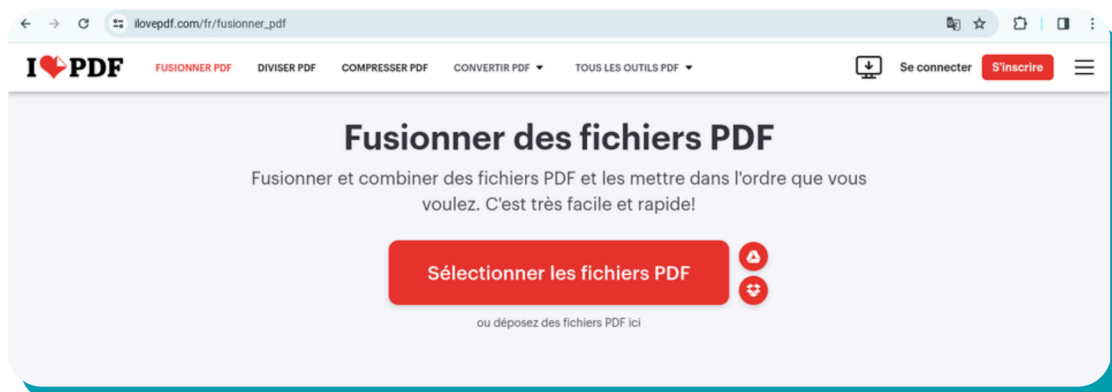 ilovepdf.com/fr/fusionner_pdf
I PDF
FUSIONNER PDF DIVISER PDF COMPRESSER PDF CONVERTIR PDF TOUS LES OUTILS PDF Se connecter S'inscrire
Fusionner des fichiers PDF
Fusionner et combiner des fichiers PDF et les mettre dans l'ordre que vous
voulez. C'est très facile et rapide!
Sélectionner les fichiers PDF
ou déposez des fichiers PDF ici